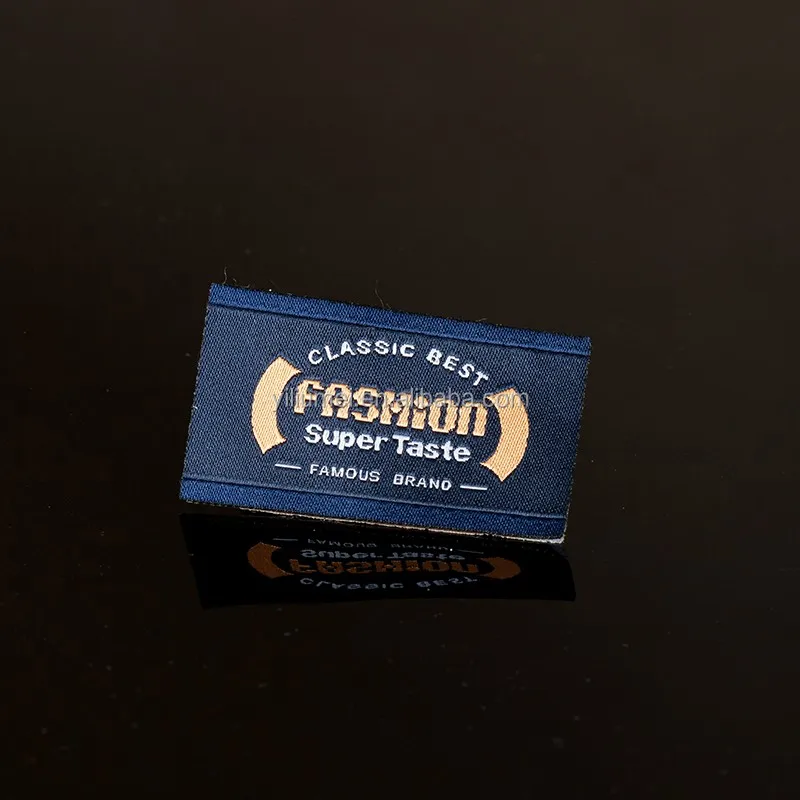 CLASSIC BEST
FASHION
Super Taste
— FAMOUS BRAND —